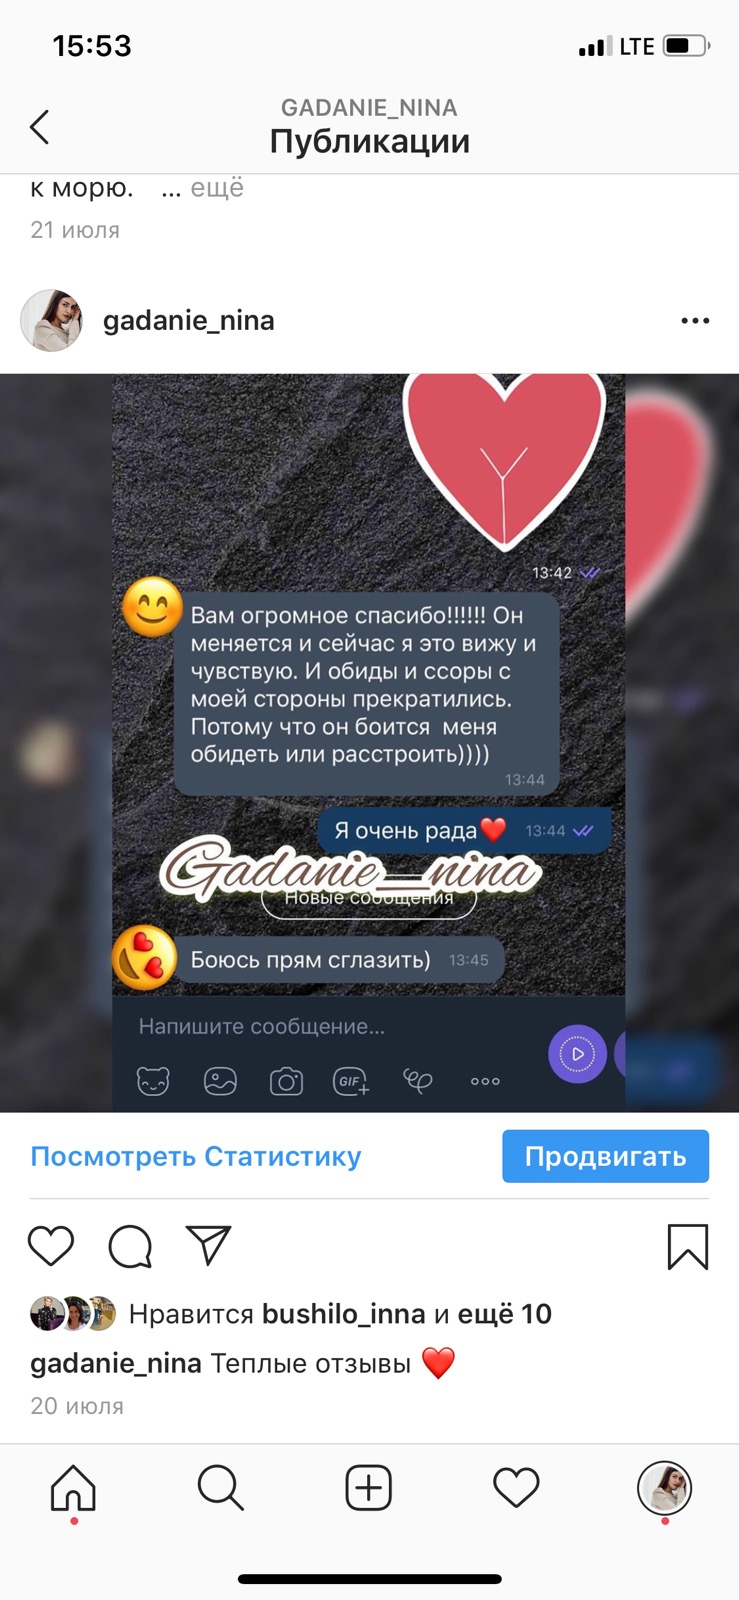 15:53
LTE
GADANIE_NINA
Публикации
к морю. ... ещё
21 июля
gadanie_nina
13:42
Вам огромное спасибо!!!!!! Он
меняется и сейчас я это вижу и
чувствую. И обиды и ссоры с
моей стороны прекратились.
Потому что он боится меня
обидеть или расстроить))))
13:44
Я очень рада❤️ 13:44
Gadanie__nina
Новые сообщения
Боюсь прям сглазить) 13:45
Напишите сообщение...
GIF
Посмотреть Статистику
Продвигать
Нравится bushilo_inna и ещё 10
gadanie_nina Теплые отзывы ❤️
20 июля